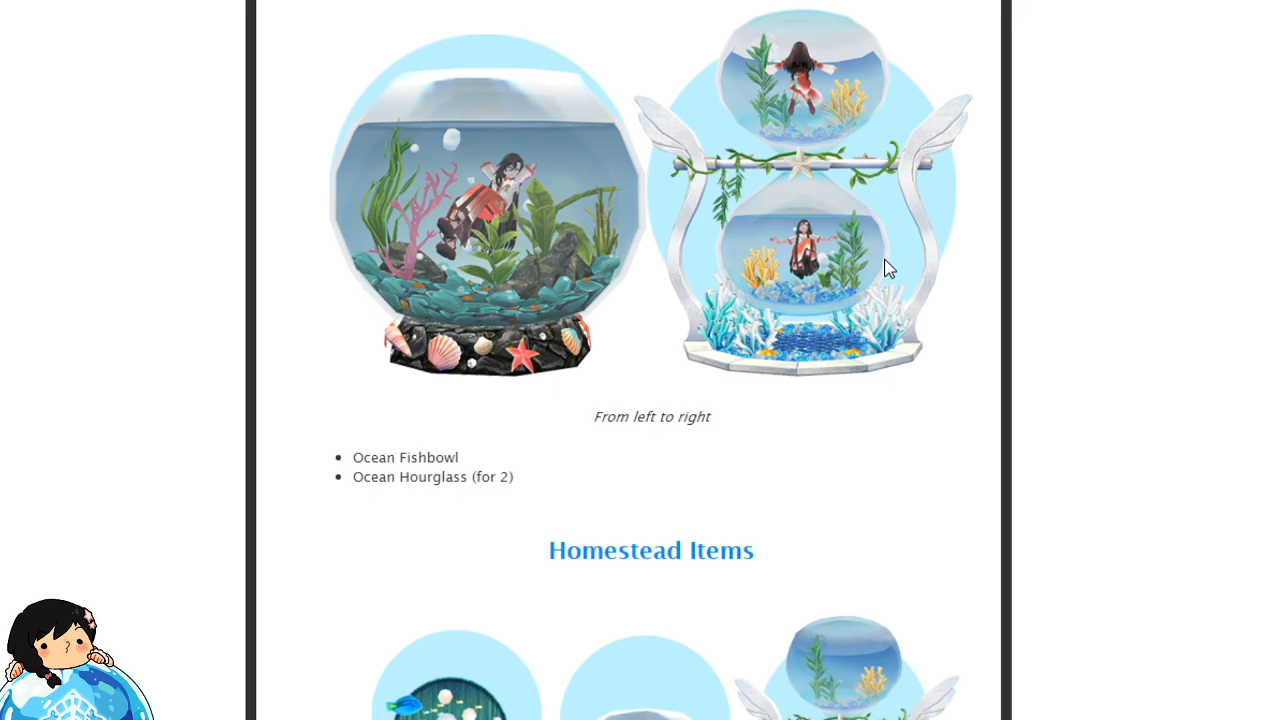 From left to right
Ocean Fishbowl
Ocean Hourglass (for 2)
Homestead Items